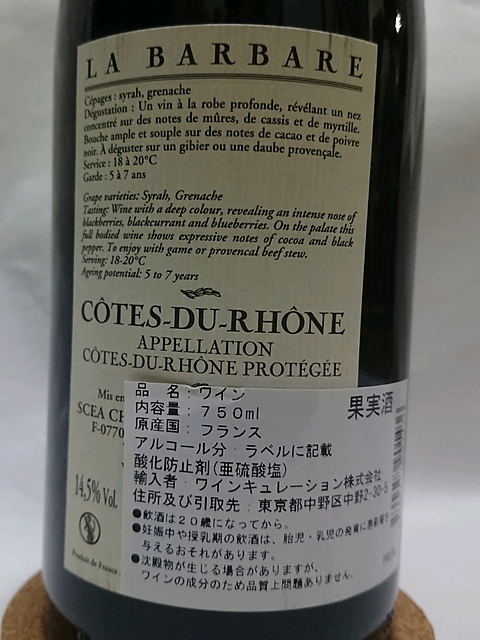 LA BARBARE
Cépages : syrah, grenache
Dégustation : Un vin à la robe profonde, révélant un nez
concentré sur des notes de mûres, de cassis et de myrtille.
Bouche ample et souple sur des notes de cacao et de poivre
noir. À déguster sur un gibier ou une daube provençale.
Service : 18 à 20°C
Garde : 5 à 7 ans
Grape varieties: Syrah, Grenache
Tasting: Wine with a deep colour, revealing an intense nose of
blackberries, blackcurrant and blueberries. On the palate this
full bodied wine shows expressive notes of cocoa and black
pepper. To enjoy with game or provencal beef stew.
Serving: 18-20°C
Ageing potential: 5 to 7 years
CÔTES-DU-RHÔNE
APPELLATION
CÔTES-DU-RHÔNE PROTÉGÉE
Mis en
SCEA CH
F-0770
14,5% Vol.
Produit de France
品 名：ワイン
果実酒
内容量：750ml
原産国：フランス
アルコール分：ラベルに記載
酸化防止剤(亜硫酸塩)
輸入者：ワインキュレーション株式会社
住所及び引取先：東京都中野区中野2-30-5
●飲酒は20歳になってから。
●妊娠中や授乳期の飲酒は、胎児・乳児の発育に悪影響を
与えるおそれがあります。
●沈殿物が生じる場合がありますが、
ワインの成分のため品質上問題ありません。